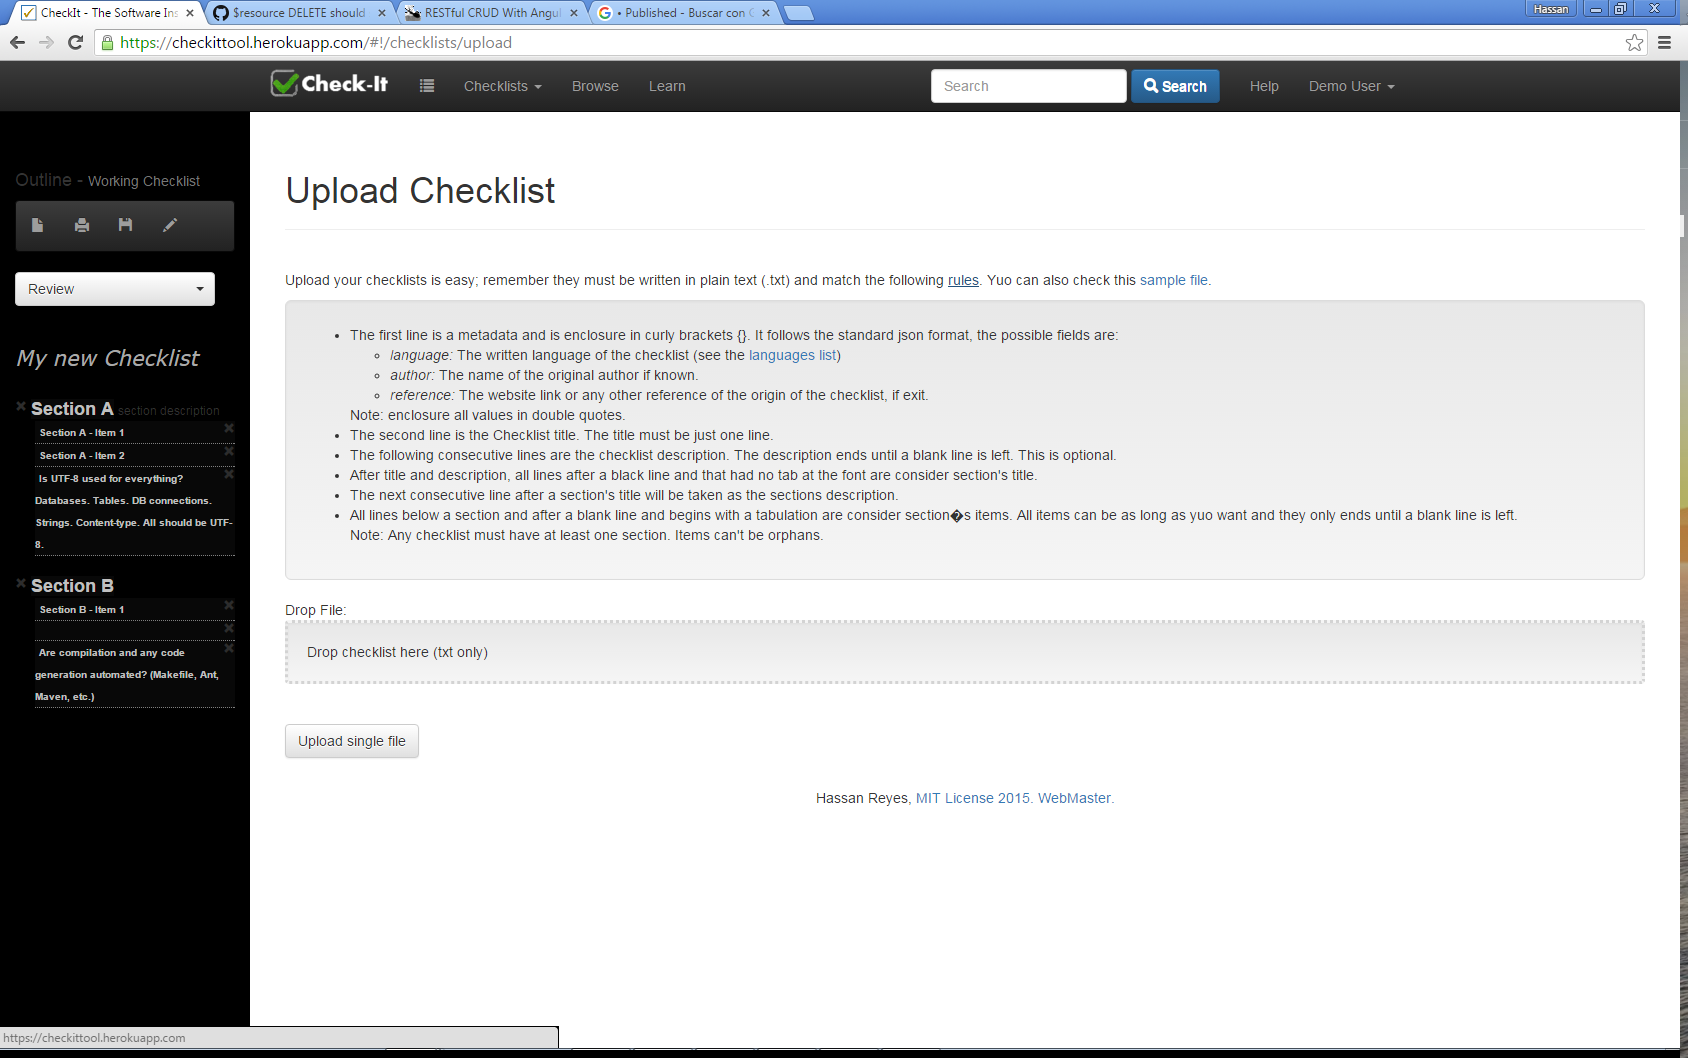 CheckIt - The Software Ins
$resource DELETE should
RESTful CRUD With Angul
• Published - Buscar con G
Hassan
https://checkittool.herokuapp.com/#!/checklists/upload
Check-It
Checklists
Browse
Learn
Search
Search
Help
Demo User
Outline - Working Checklist
Review
My new Checklist
Section A section description
Section A - Item 1
Section A - Item 2
Is UTF-8 used for everything?
Databases. Tables. DB connections.
Strings. Content-type. All should be UTF-
8.
Section B
Section B - Item 1
Are compilation and any code
generation automated? (Makefile, Ant,
Maven, etc.)
Upload Checklist
Upload your checklists is easy; remember they must be written in plain text (.txt) and match the following rules. Yuo can also check this sample file.
• The first line is a metadata and is enclosure in curly brackets {}. It follows the standard json format, the possible fields are:
◦ language: The written language of the checklist (see the languages list)
◦ author: The name of the original author if known.
◦ reference: The website link or any other reference of the origin of the checklist, if exit.
Note: enclosure all values in double quotes.
• The second line is the Checklist title. The title must be just one line.
• The following consecutive lines are the checklist description. The description ends until a blank line is left. This is optional.
• After title and description, all lines after a black line and that had no tab at the font are consider section's title.
• The next consecutive line after a section's title will be taken as the sections description.
• All lines below a section and after a blank line and begins with a tabulation are consider section�s items. All items can be as long as yuo want and they only ends until a blank line is left.
Note: Any checklist must have at least one section. Items can't be orphans.
Drop File:
Drop checklist here (txt only)
Upload single file
Hassan Reyes, MIT License 2015. WebMaster.
https://checkittool.herokuapp.com